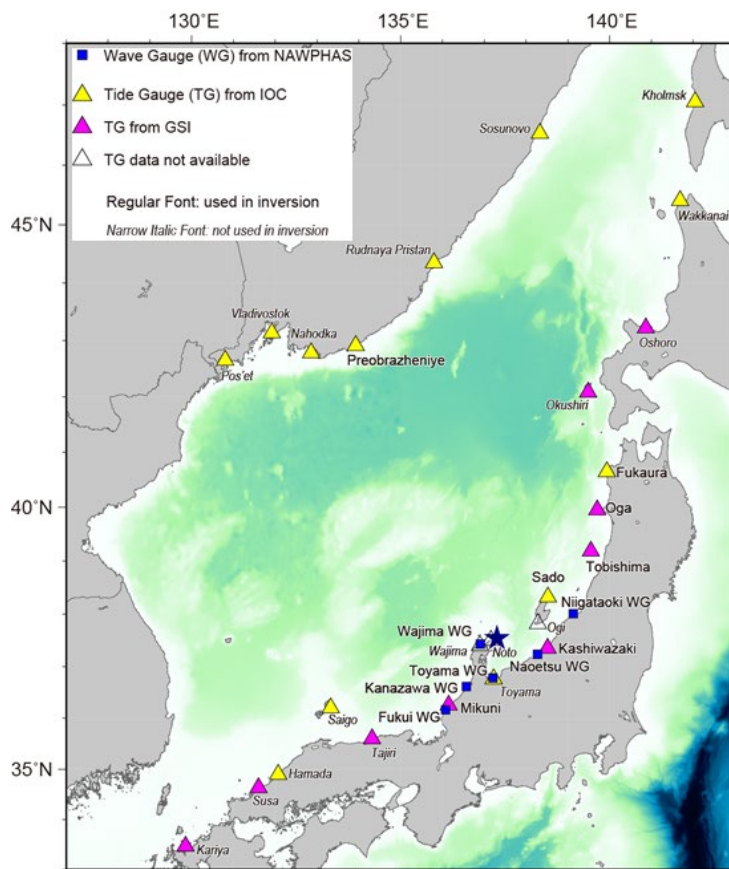 130°E
135°E
140°E
Wave Gauge (WG) from NAWPHAS
Tide Gauge (TG) from IOC
TG from GSI
TG data not available
Regular Font: used in inversion
Narrow Italic Font: not used in inversion
Kholmsk
Sosunovo
Wakkanai
45°N
Rudnaya Pristan
Vladivostok
Nahodka
Oshoro
Preobrazheniye
Pos'et
Okushiri
Fukaura
40°N
Oga
Tobishima
Sado
Niigataoki WG
Ogi
Wajima WG
Wajima
Noto
Kashiwazaki
Toyama WG
Naoetsu WG
Kanazawa WG
Toyama
Fukui WG
Mikuni
Saigo
Tajiri
35°N
Hamada
Susa
Kariya